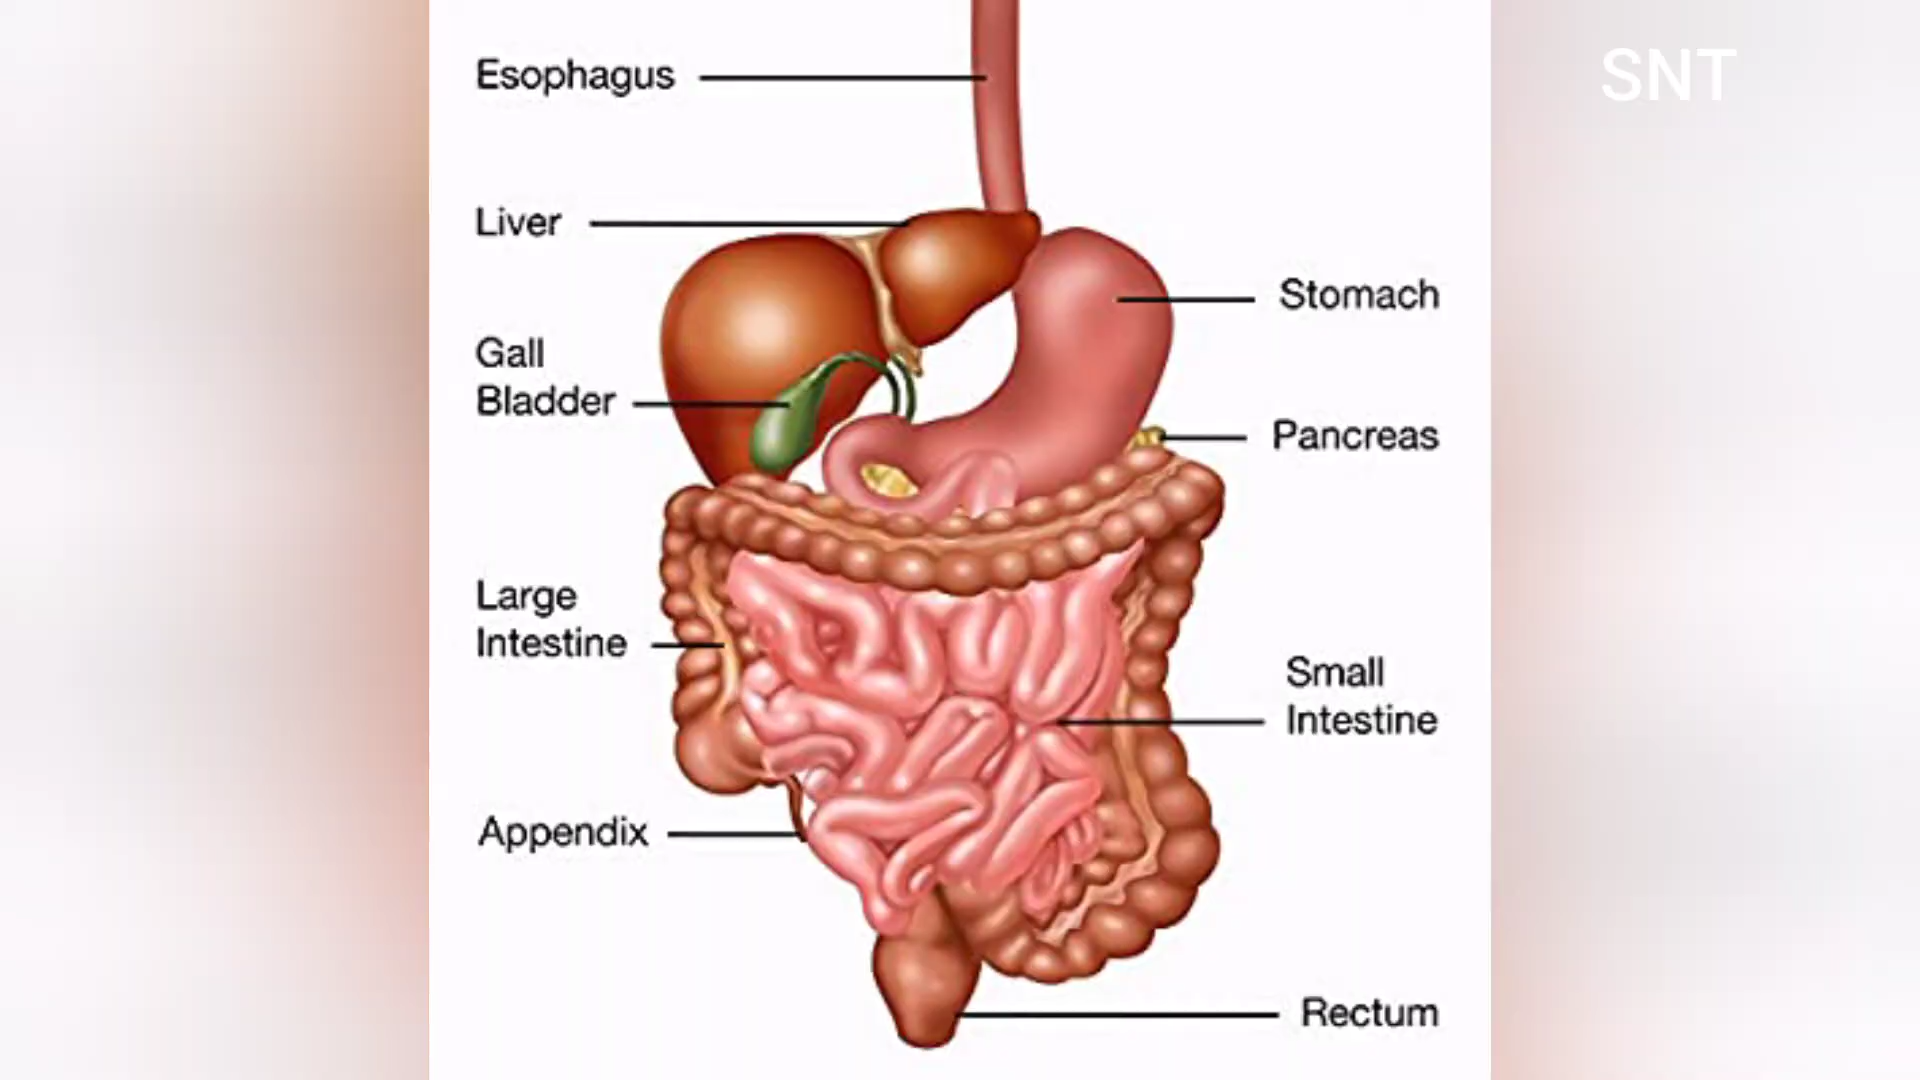 Esophagus
SNT
Liver
Stomach
Gall
Bladder
Pancreas
Large
Intestine
Small
Intestine
Appendix
Rectum